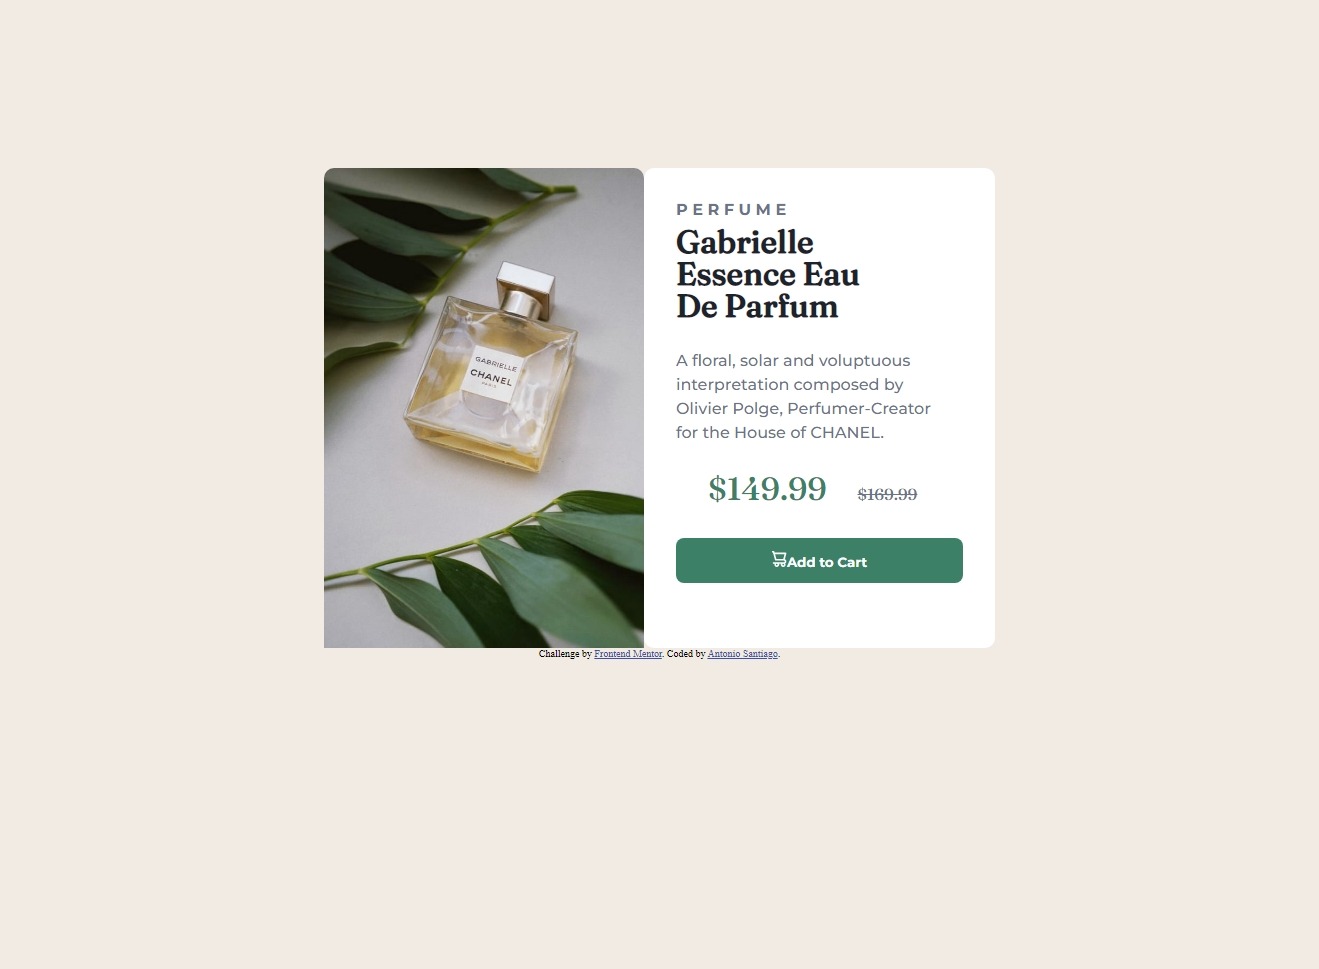 PERFUME
Gabrielle
Essence Eau
De Parfum
GABRIELLE
CHANEL
PARIS
A floral, solar and voluptuous
interpretation composed by
Olivier Polge, Perfumer-Creator
for the House of CHANEL.
$149.99 $169.99
Add to Cart
Challenge by Frontend Mentor. Coded by Antonio Santiago.